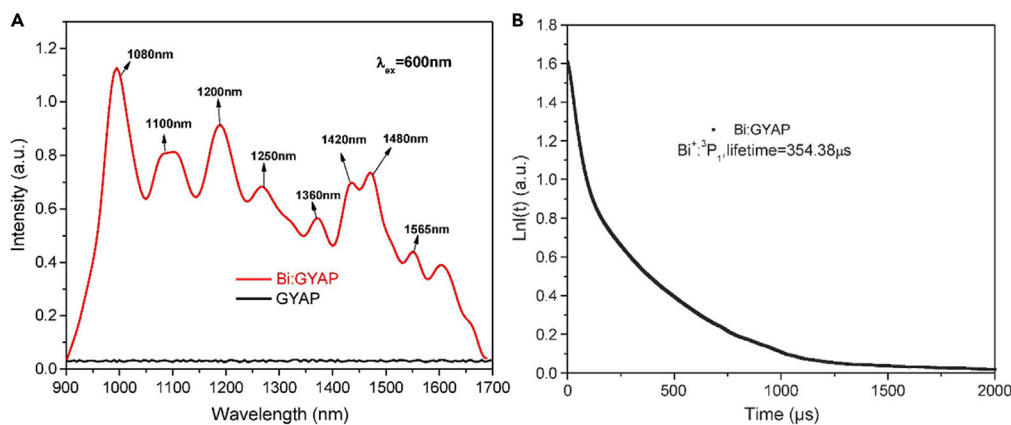 A
1080nm
λex=600nm
1200nm
1100nm
1420nm
1480nm
1250nm
1360nm
1565nm
Bi:GYAP
GYAP
Intensity (a.u.)
1.2
1.0
0.8
0.6
0.4
0.2
0.0
900 1000 1100 1200 1300 1400 1500 1600 1700
Wavelength (nm)
B
Bi:GYAP
Bi⁺:³P₁,lifetime=354.38μs
LnI(t) (a.u.)
1.8
1.6
1.4
1.2
1.0
0.8
0.6
0.4
0.2
0.0
0 500 1000 1500 2000
Time (μs)